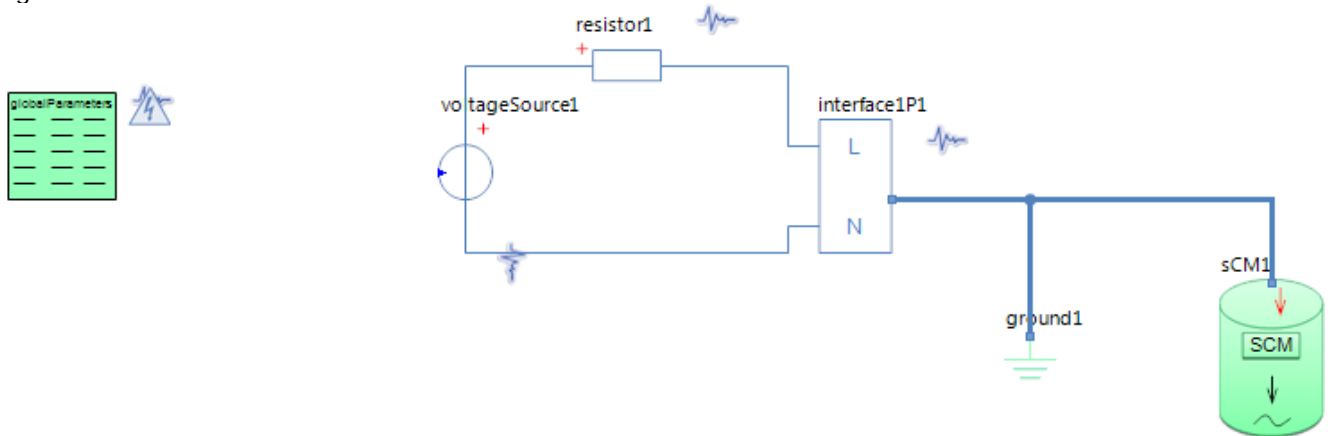 resistor1
globalParameters
voltageSource1
interface1P1
L
N
sCM1
ground1
SCM